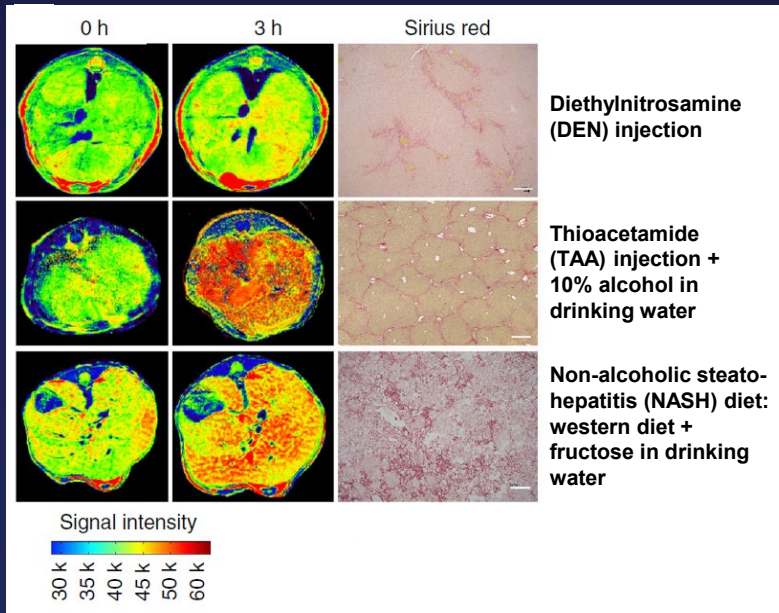 0 h
3 h
Sirius red
Diethylnitrosamine
(DEN) injection
Thioacetamide
(TAA) injection +
10% alcohol in
drinking water
Non-alcoholic steato-
hepatitis (NASH) diet:
western diet +
fructose in drinking
water
Signal intensity
30 k
35 k
40 k
45 k
50 k
60 k